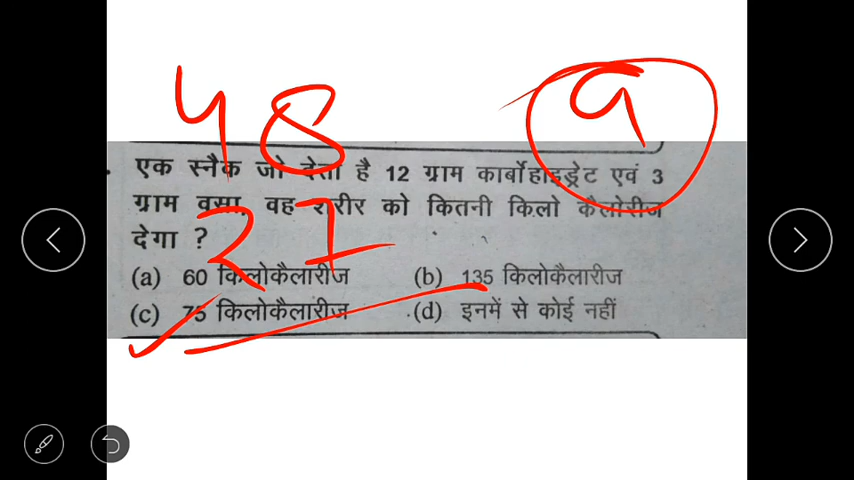 48
9
एक स्नैक जो देता है 12 ग्राम कार्बोहाइड्रेट एवं 3
ग्राम वसा, वह शरीर को कितनी किलो कैलोरीज
देगा ?
27
(a) 60 किलोकैलारीज (b) 135 किलोकैलारीज
(c) 75 किलोकैलारीज (d) इनमें से कोई नहीं